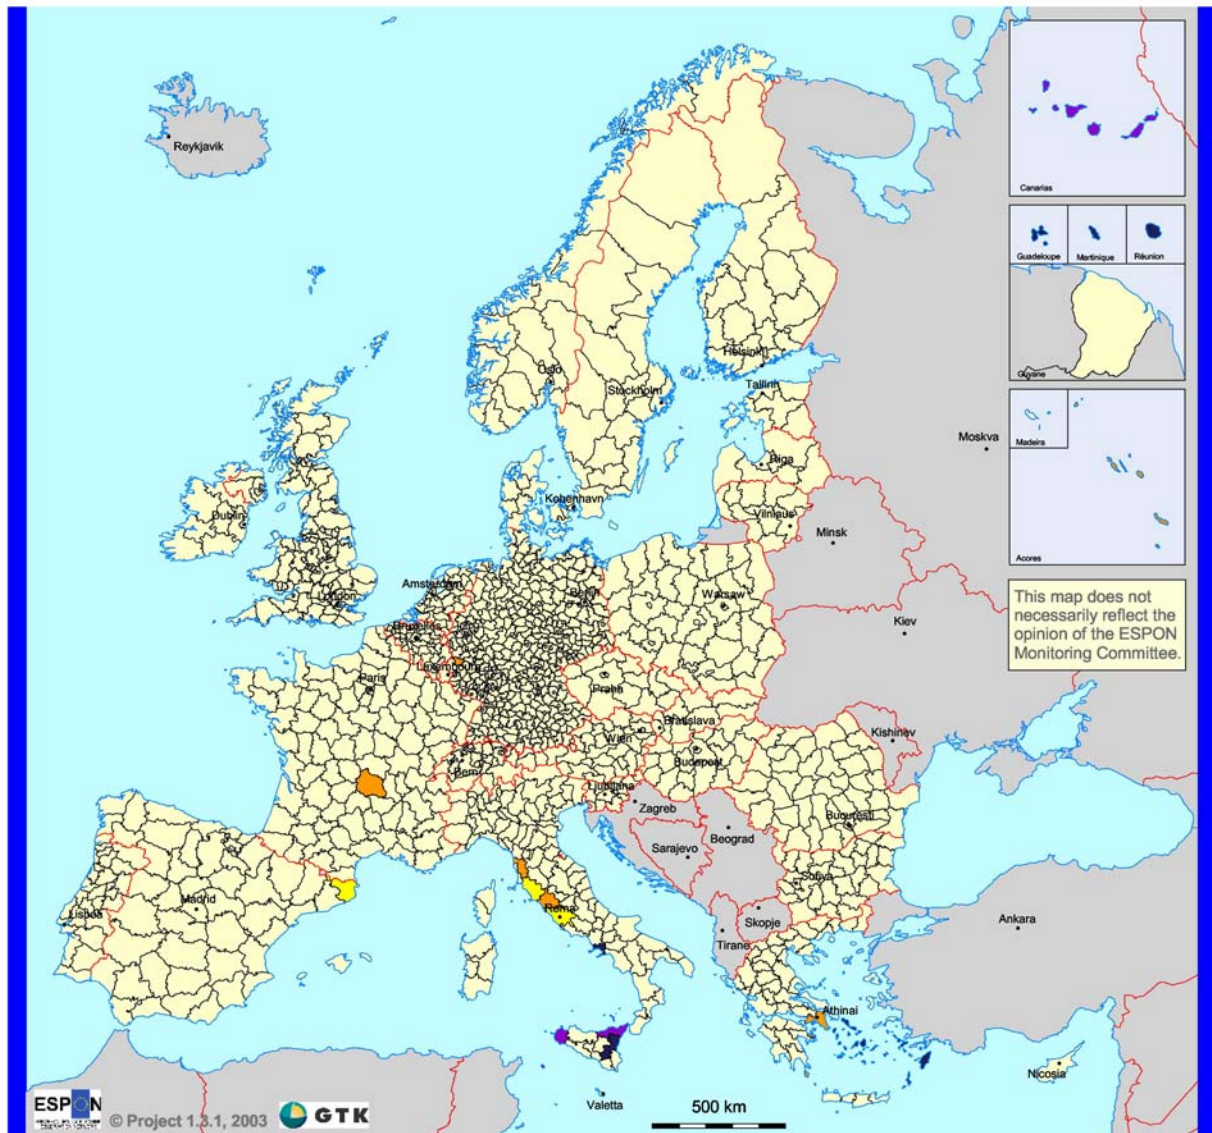 Reykjavik
Canarias
Guadeloupe
Martinique
Réunion
Guyane
Madeira
Acores
This map does not
necessarily reflect the
opinion of the ESPON
Monitoring Committee.
Helsinki
Oslo
Stockholm
Tallinn
Moskva
Riga
Kobenhavn
Vilniaus
Minsk
Dublin
Amsterdam
Berlin
Warsaw
London
Bruxelles
Kiev
Luxembourg
Paris
Praha
Bratislava
Wien
Kishinev
Budapest
Bern
Ljubljana
Zagreb
Bucuresti
Beograd
Sarajevo
Sofiya
Madrid
Lisboa
Roma
Skopje
Ankara
Tirane
Athinai
Nicosia
Valetta
500 km
ESPON
© Project 1.3.1, 2003
GTK